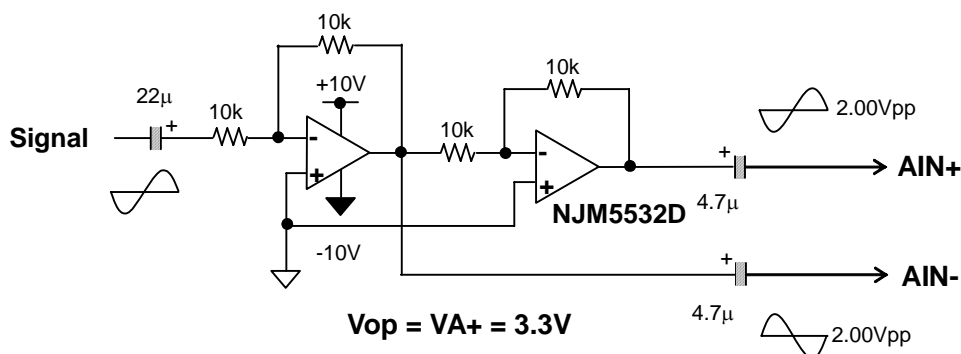 10k
10k
+10V
22μ
10k
2.00Vpp
10k
Signal
-
+
-
+
+
+
AIN+
NJM5532D
4.7μ
-10V
+
AIN-
Vop = VA+ = 3.3V
4.7μ
2.00Vpp